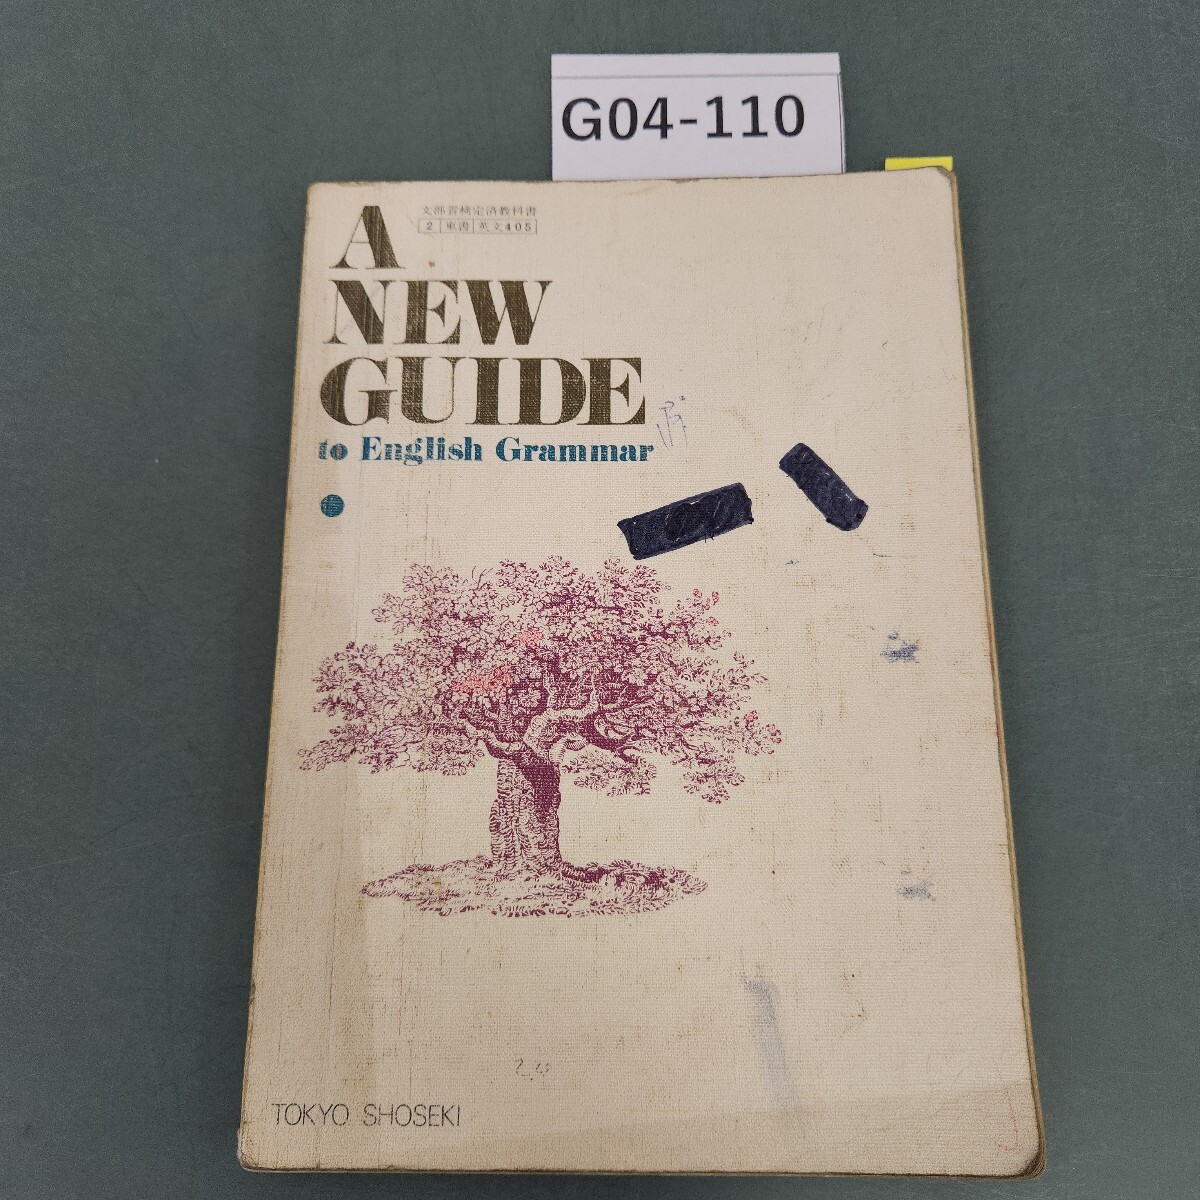 G04-110
文部省検定済教科書
2 東書 英文405
A
NEW
GUIDE
to English Grammar
TOKYO SHOSEKI